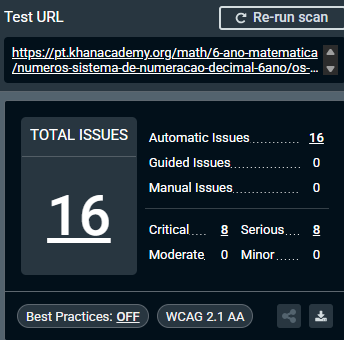 Test URL
Re-run scan
https://pt.khanacademy.org/math/6-ano-matematica
/numeros-sistema-de-numeracao-decimal-6ano/os-...
TOTAL ISSUES
16
Automatic Issues 16
Guided Issues 0
Manual Issues 0
Critical 8 Serious 8
Moderate 0 Minor 0
Best Practices: OFF
WCAG 2.1 AA